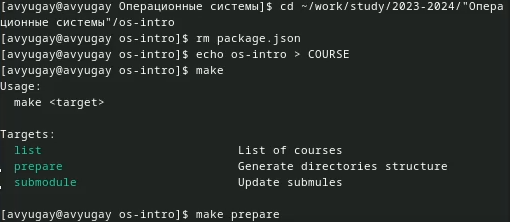 [avyugay@avyugay Операционные системы]$ cd ~/work/study/2023-2024/"Опера
ционные системы"/os-intro
[avyugay@avyugay os-intro]$ rm package.json
[avyugay@avyugay os-intro]$ echo os-intro > COURSE
[avyugay@avyugay os-intro]$ make
Usage:
  make <target>

Targets:
  list                            List of courses
  prepare                         Generate directories structure
  submodule                       Update submules

[avyugay@avyugay os-intro]$ make prepare